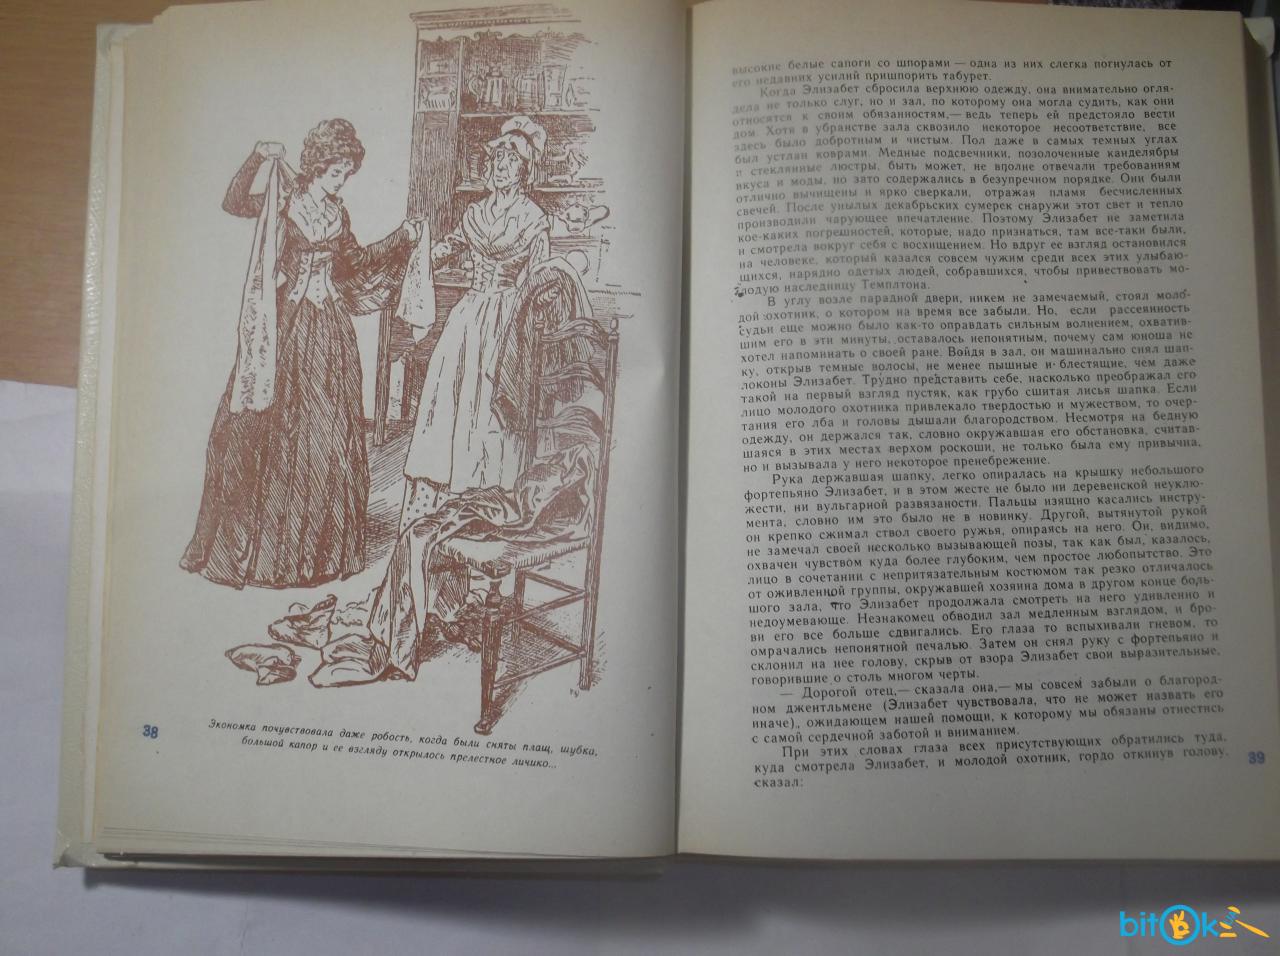 38
Экономка почувствовала даже робость, когда были сняты плащ, шубка,
большой капор и ее взгляду открылось прелестное личико...
высокие белые сапоги со шпорами — одна из них слегка погнулась от
его недавних усилий пришпорить табурет.
Когда Элизабет сбросила верхнюю одежду, она внимательно огля-
дела не только слуг, но и зал, по которому она могла судить, как они
относятся к своим обязанностям,— ведь теперь ей предстояло вести
дом. Хотя в убранстве зала сквозило некоторое несоответствие, все
здесь было добротным и чистым. Пол даже в самых темных углах
был устлан коврами. Медные подсвечники, позолоченные канделябры
и стеклянные люстры, быть может, не вполне отвечали требованиям
вкуса и моды, но зато содержались в безупречном порядке. Они были
отлично вычищены и ярко сверкали, отражая пламя бесчисленных
свечей. После унылых декабрьских сумерек снаружи этот свет и тепло
производили чарующее впечатление. Поэтому Элизабет не заметила
кое-каких погрешностей, которые, надо признаться, там все-таки были,
и смотрела вокруг себя с восхищением. Но вдруг ее взгляд остановился
на человеке, который казался совсем чужим среди всех этих улыбаю-
щихся, нарядно одетых людей, собравшихся, чтобы приветствовать мо-
лодую наследницу Темплтона.
В углу возле парадной двери, никем не замечаемый, стоял моло-
дой охотник, о котором на время все забыли. Но, если рассеянность
судьи еще можно было как-то оправдать сильным волнением, охватив-
шим его в эти минуты, оставалось непонятным, почему сам юноша не
хотел напоминать о своей ране. Войдя в зал, он машинально снял шап-
ку, открыв темные волосы, не менее пышные и блестящие, чем даже
локоны Элизабет. Трудно представить себе, насколько преображал его
такой на первый взгляд пустяк, как грубо сшитая лисья шапка. Если
лицо молодого охотника привлекало твердостью и мужеством, то очер-
тания его лба и головы дышали благородством. Несмотря на бедную
одежду, он держался так, словно окружавшая его обстановка, считав-
шаяся в этих местах верхом роскоши, не только была ему привычна,
но и вызывала у него некоторое пренебрежение.
Рука державшая шапку, легко опиралась на крышку небольшого
фортепьяно Элизабет, и в этом жесте не было ни деревенской неуклю-
жести, ни вульгарной развязности. Пальцы изящно касались инстру-
мента, словно им это было не в новинку. Другой, вытянутой рукой
он крепко сжимал ствол своего ружья, опираясь на него. Он, видимо,
не замечал своей несколько вызывающей позы, так как был, казалось,
охвачен чувством куда более глубоким, чем простое любопытство. Это
лицо в сочетании с непритязательным костюмом так резко отличалось
от оживленной группы, окружавшей хозяина дома в другом конце боль-
шого зала, что Элизабет продолжала смотреть на него удивленно и
недоумевающе. Незнакомец обводил зал медленным взглядом, и бро-
ви его все больше сдвигались. Его глаза то вспыхивали гневом, то
омрачались непонятной печалью. Затем он снял руку с фортепьяно и
склонил на нее голову, скрыв от взора Элизабет свои выразительные,
говорившие о столь многом черты.
— Дорогой отец,— сказала она,— мы совсем забыли о благород-
ном джентльмене (Элизабет чувствовала, что не может назвать его
иначе), ожидающем нашей помощи, к которому мы обязаны отнестись
с самой сердечной заботой и вниманием.
При этих словах глаза всех присутствующих обратились туда,
куда смотрела Элизабет, и молодой охотник, гордо откинув голову,
сказал:
39
bitok